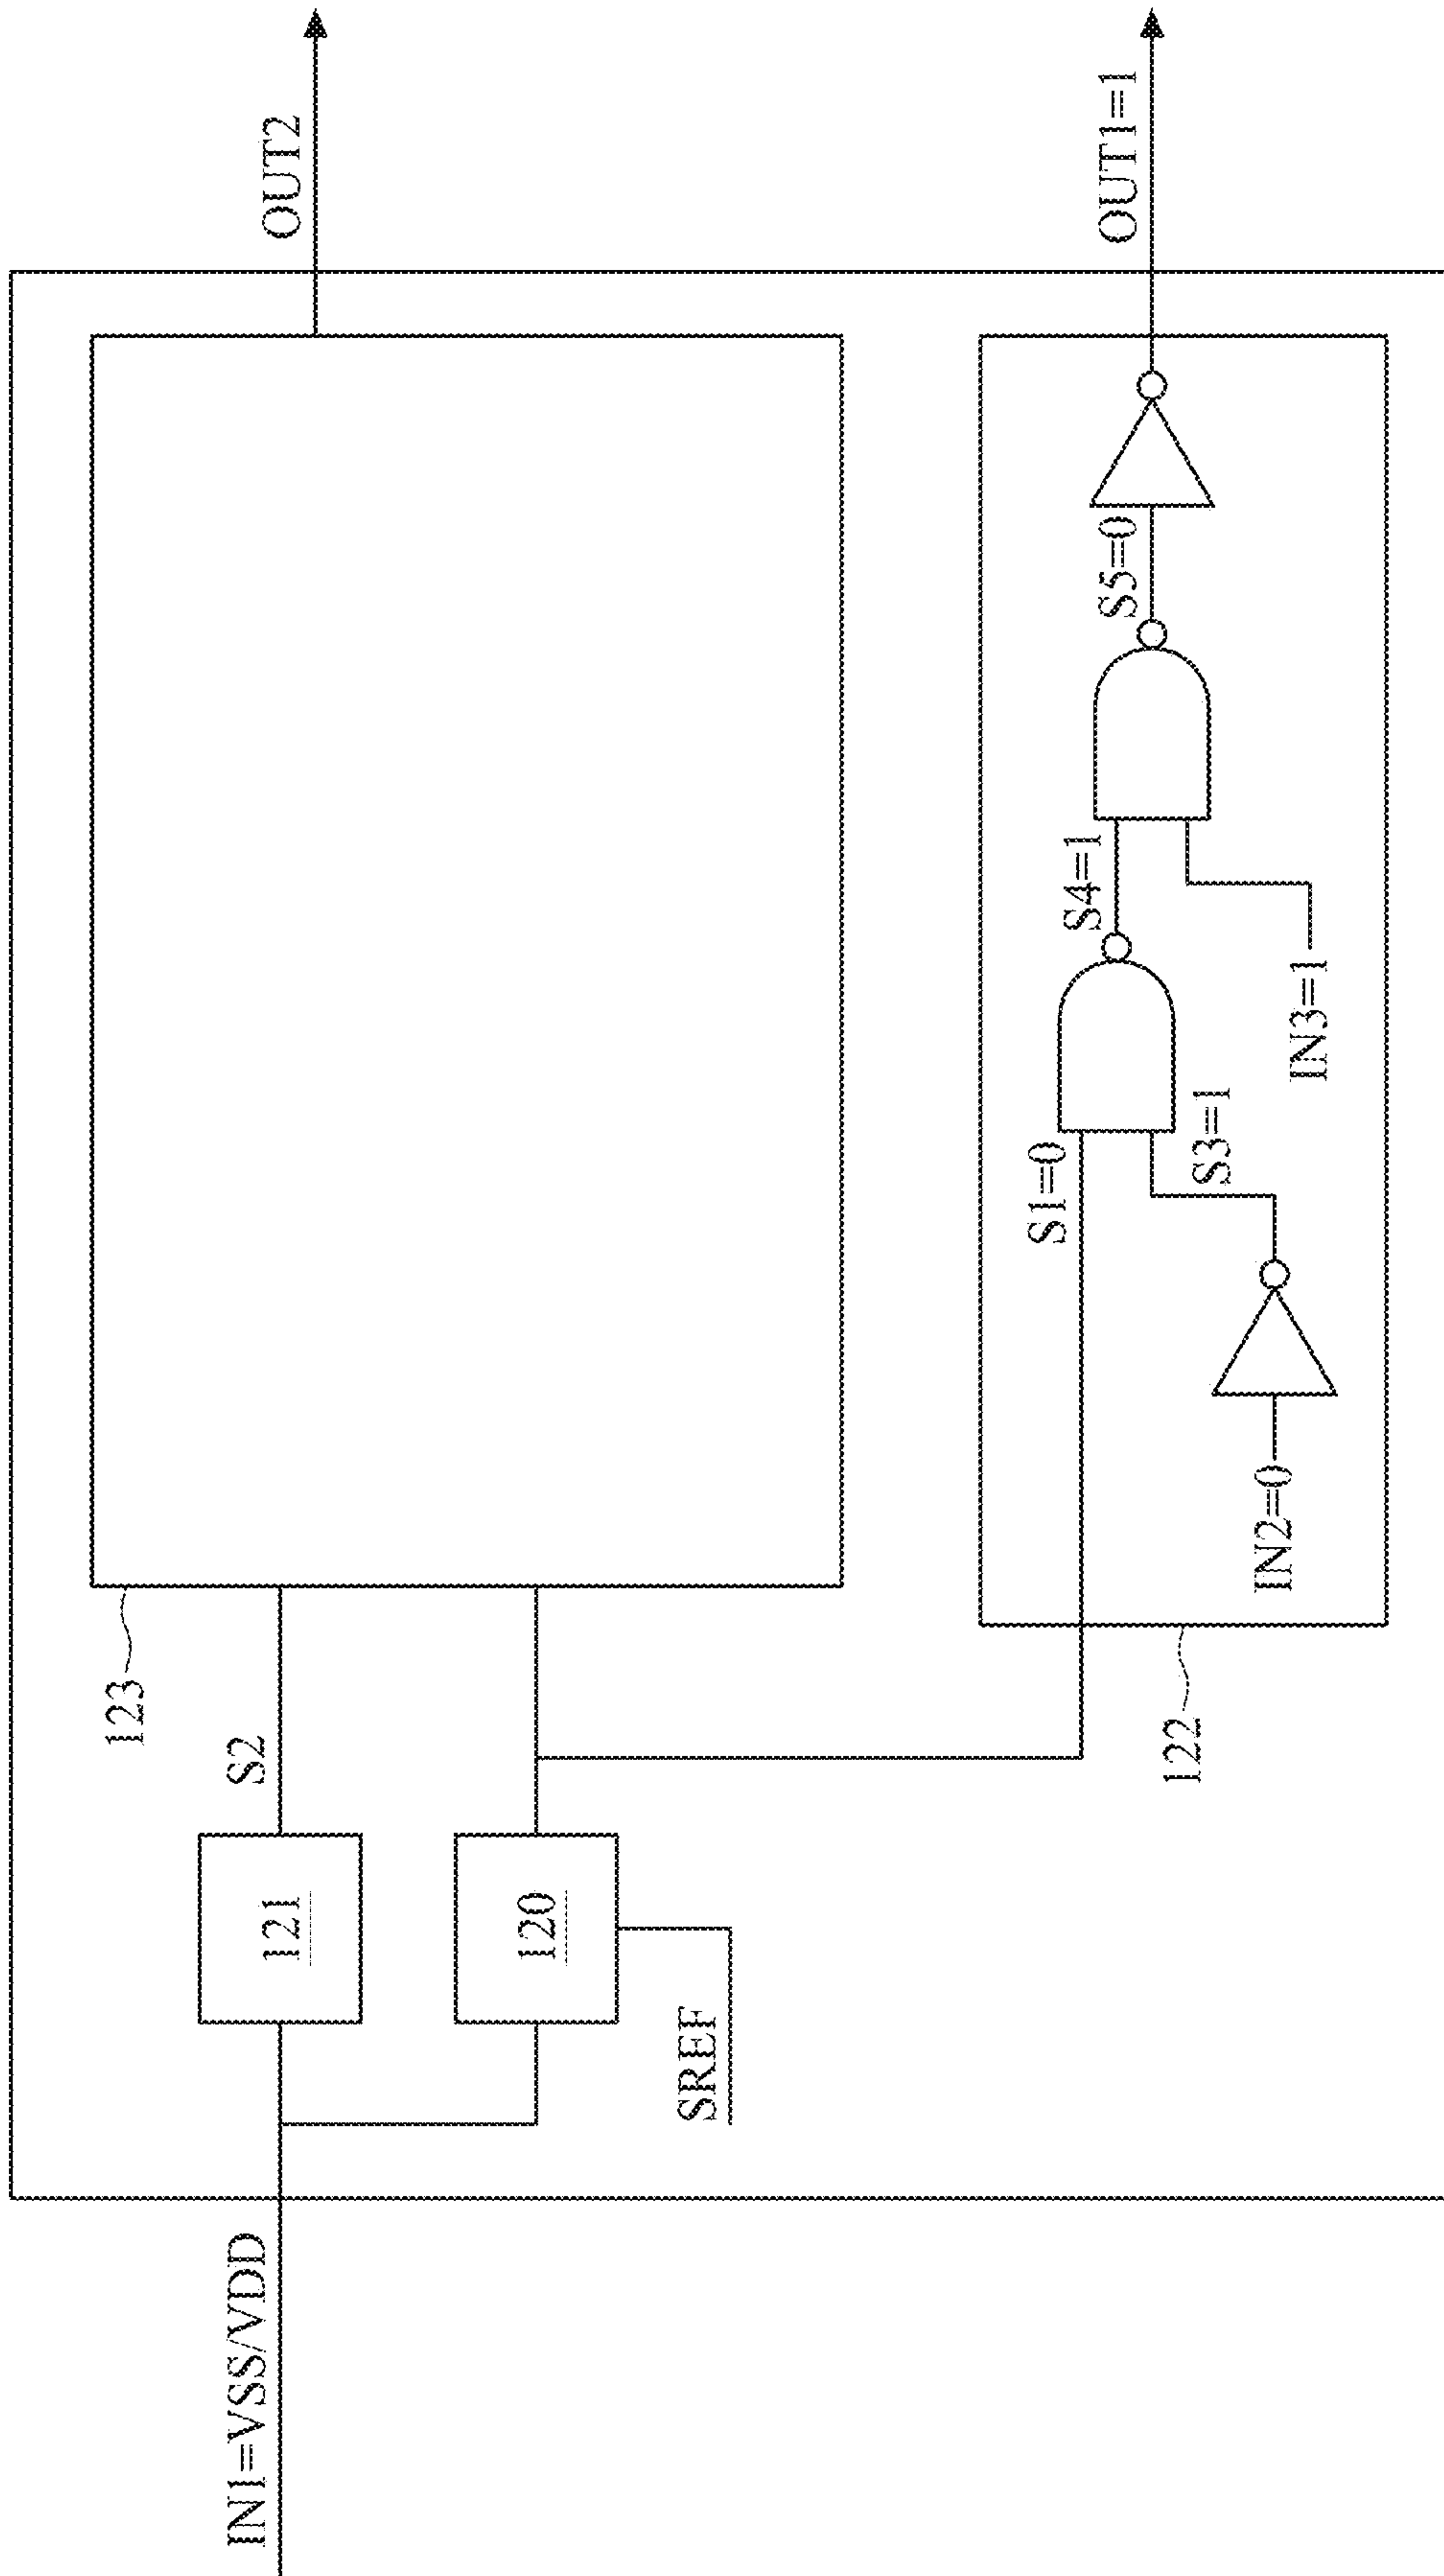 IN1=VSS/VDD
121
S2
123
OUT2
SREF
120
122
S1=0
IN2=0
S3=1
S4=1
IN3=1
S5=0
OUT1=1